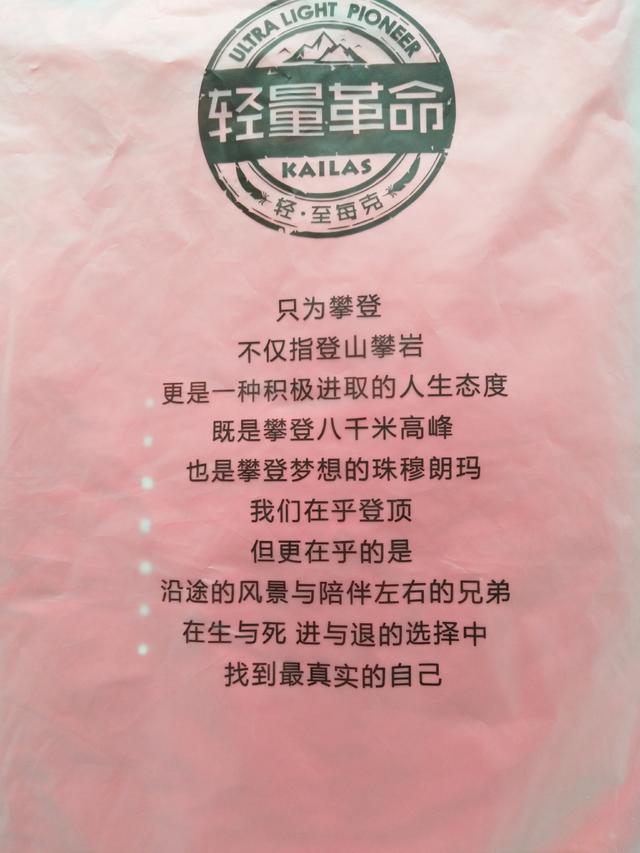 ULTRA LIGHT PIONEER
轻量革命
KAILAS
轻·至每克
只为攀登
不仅指登山攀岩
更是一种积极进取的人生态度
既是攀登八千米高峰
也是攀登梦想的珠穆朗玛
我们在乎登顶
但更在乎的是
沿途的风景与陪伴左右的兄弟
在生与死 进与退的选择中
找到最真实的自己